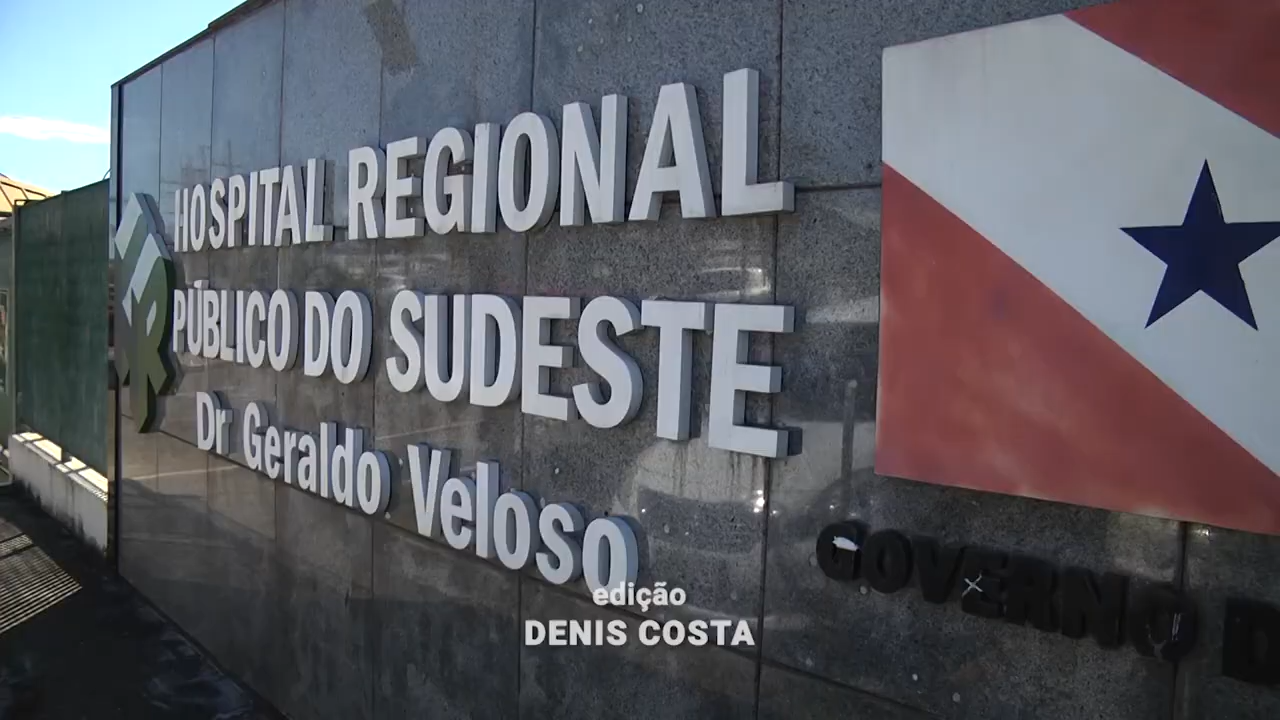 HOSPITAL REGIONAL
PÚBLICO DO SUDESTE
Dr Geraldo Veloso
GOVERNO D
edição
DENIS COSTA